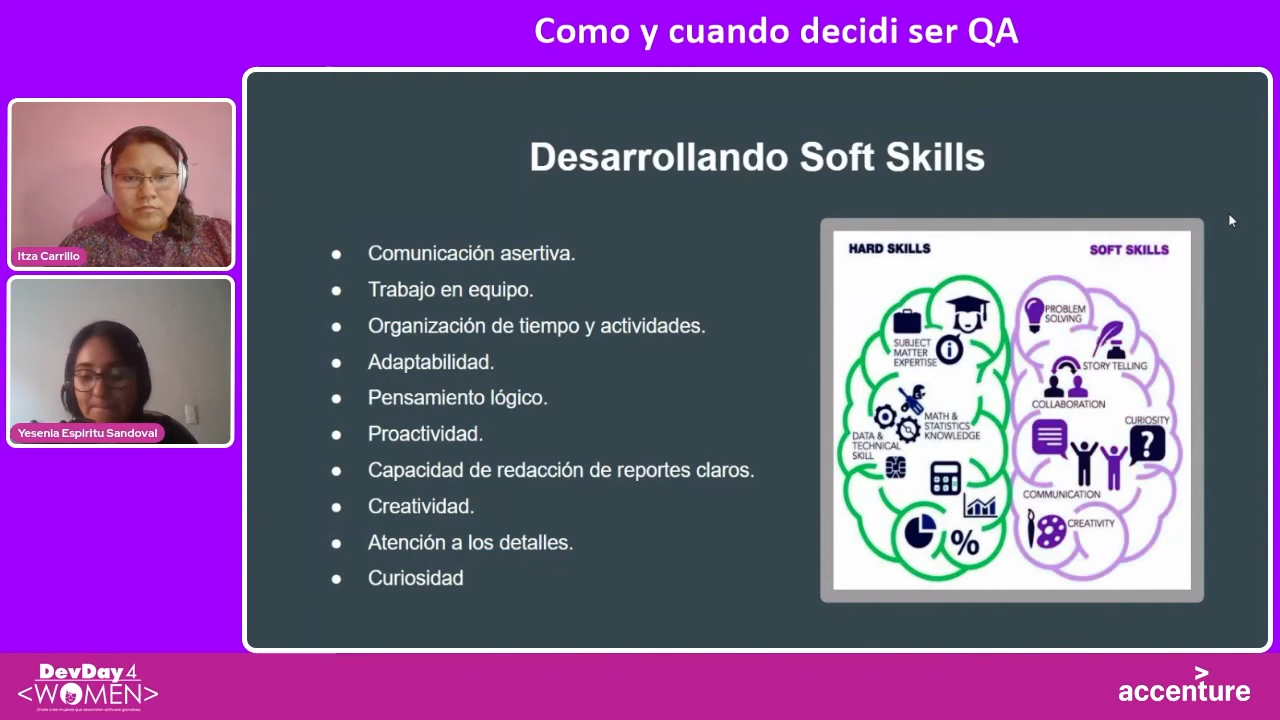 Como y cuando decidi ser QA
Itza Carrillo
Yesenia Espiritu Sandoval
Desarrollando Soft Skills
● Comunicación asertiva.
● Trabajo en equipo.
● Organización de tiempo y actividades.
● Adaptabilidad.
● Pensamiento lógico.
● Proactividad.
● Capacidad de redacción de reportes claros.
● Creatividad.
● Atención a los detalles.
● Curiosidad
HARD SKILLS
SUBJECT
MATTER
EXPERTISE
MATH &
STATISTICS
KNOWLEDGE
DATA &
TECHNICAL
SKILL
%
SOFT SKILLS
PROBLEM
SOLVING
STORY TELLING
COLLABORATION
CURIOSITY
?
COMMUNICATION
CREATIVITY
DevDay4
<WOMEN>
>
accenture